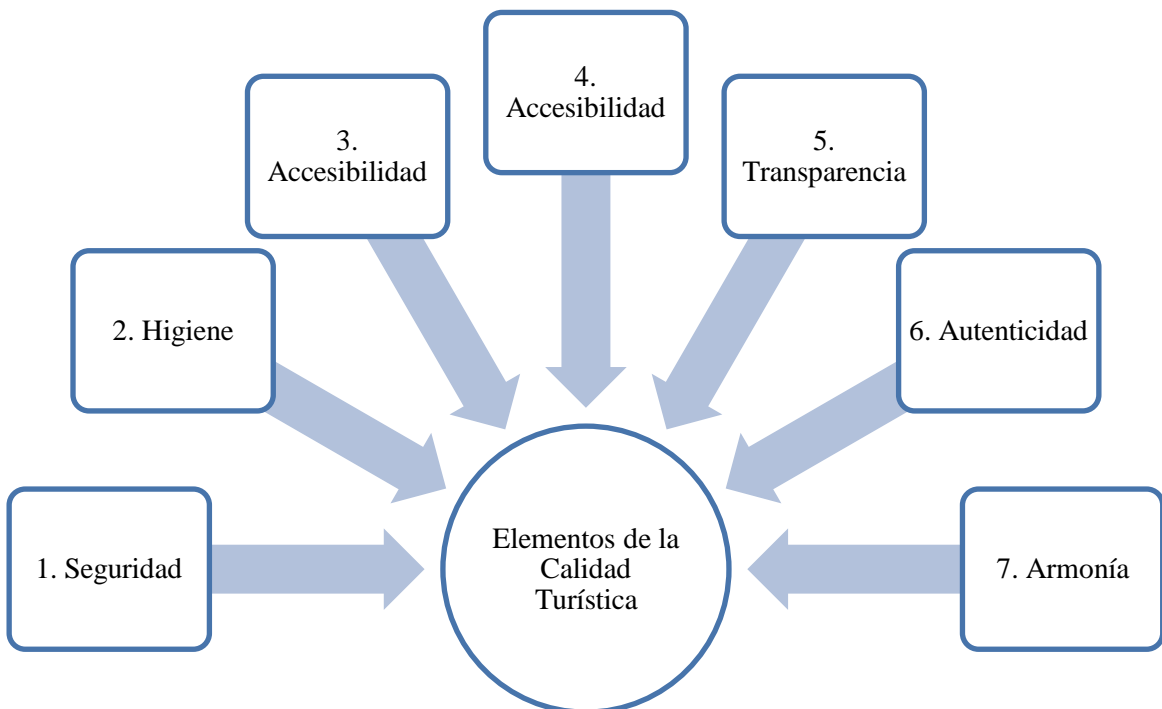 1. Seguridad
2. Higiene
3.
Accesibilidad
4.
Accesibilidad
5.
Transparencia
6. Autenticidad
7. Armonía
Elementos de la
Calidad
Turística